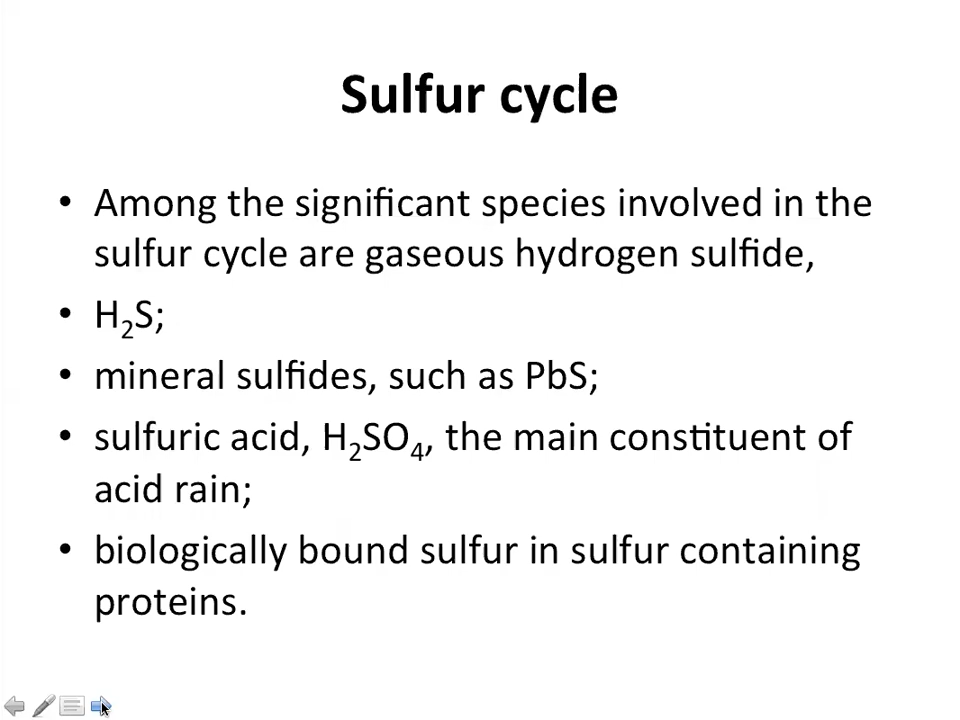 Sulfur cycle
• Among the significant species involved in the
sulfur cycle are gaseous hydrogen sulfide,
• H₂S;
• mineral sulfides, such as PbS;
• sulfuric acid, H₂SO₄, the main constituent of
acid rain;
• biologically bound sulfur in sulfur containing
proteins.